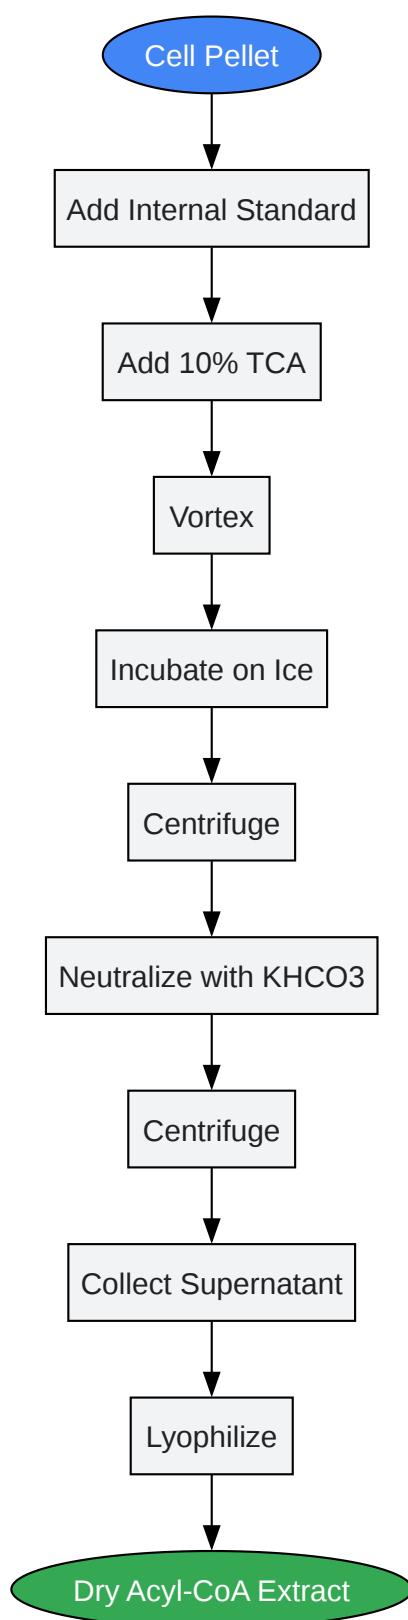 Cell Pellet
Add Internal Standard
Add 10% TCA
Vortex
Incubate on Ice
Centrifuge
Neutralize with KHCO3
Centrifuge
Collect Supernatant
Lyophilize
Dry Acyl-CoA Extract